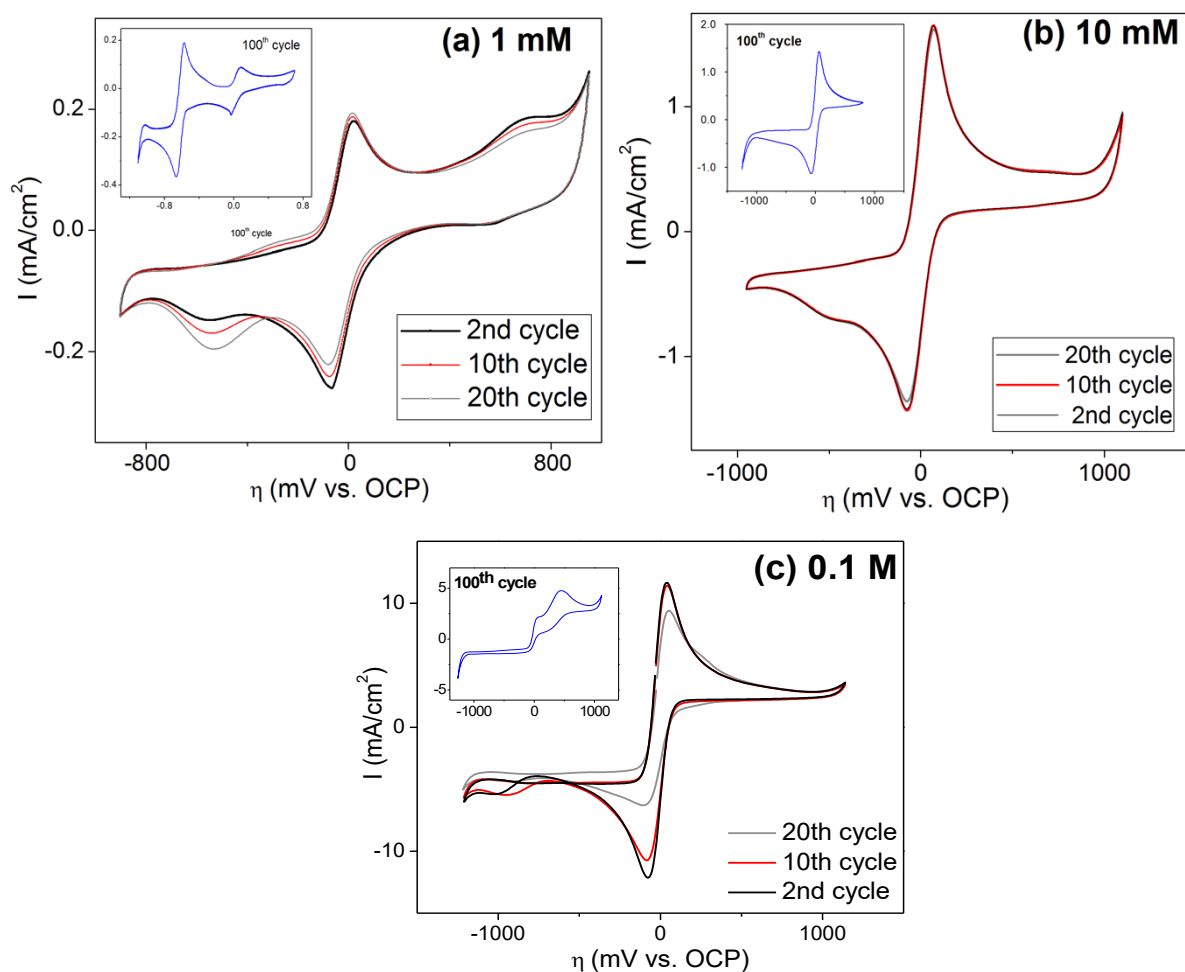 (a) 1 mM
100th cycle
0.2
0.0
-0.2
-0.4
-0.8
0.0
0.8
100th cycle
I (mA/cm²)
0.2
0.0
-0.2
2nd cycle
10th cycle
20th cycle
-800
0
800
η (mV vs. OCP)
(b) 10 mM
100th cycle
2.0
1.0
0.0
-1.0
-1000
0
1000
I (mA/cm²)
1
0
-1
20th cycle
10th cycle
2nd cycle
-1000
0
1000
η (mV vs. OCP)
(c) 0.1 M
100th cycle
5
0
-5
-1000
0
1000
I (mA/cm²)
10
0
-10
20th cycle
10th cycle
2nd cycle
-1000
0
1000
η (mV vs. OCP)